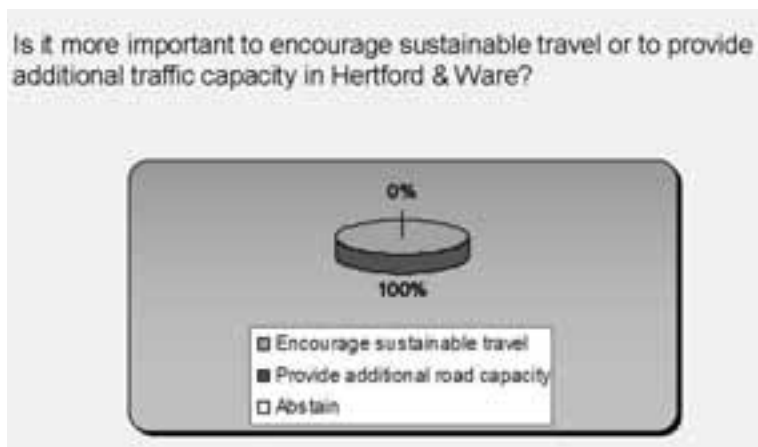 Is it more important to encourage sustainable travel or to provide
additional traffic capacity in Hertford & Ware?
0%
100%
Encourage sustainable travel
Provide additional road capacity
Abstain